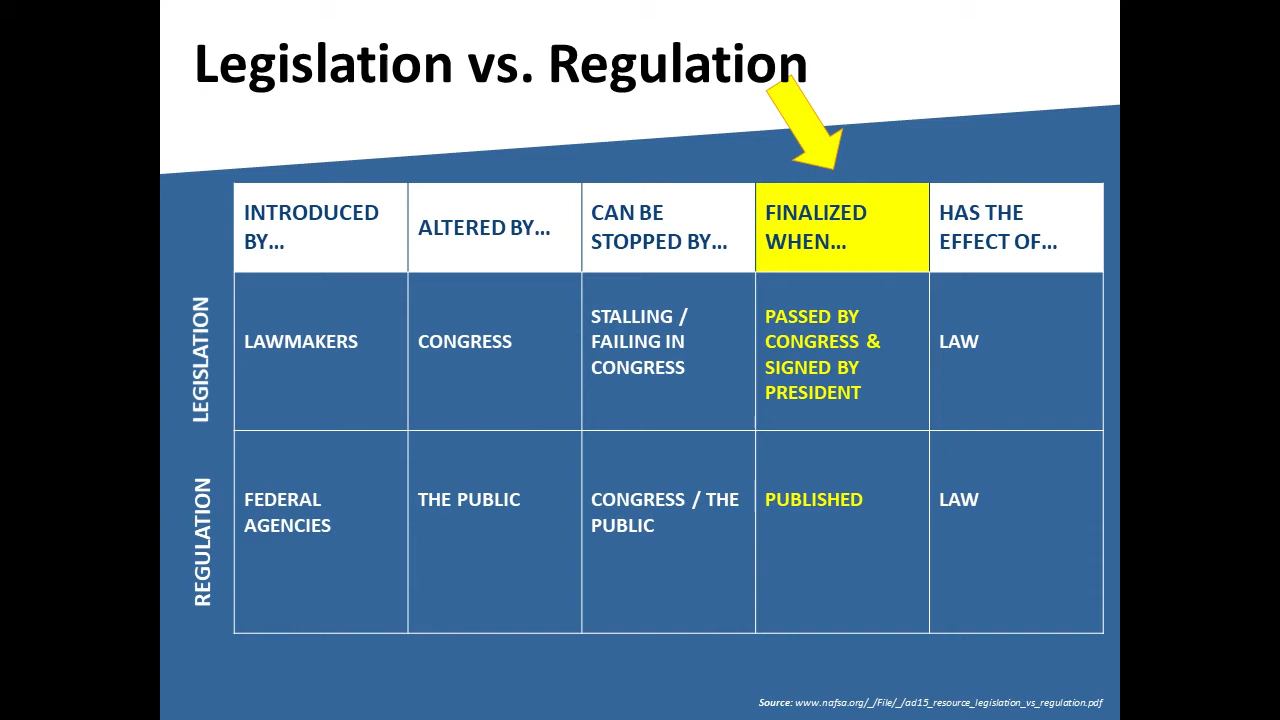 Legislation vs. Regulation
INTRODUCED
BY...
ALTERED BY...
CAN BE
STOPPED BY...
FINALIZED
WHEN...
HAS THE
EFFECT OF...
LEGISLATION
LAWMAKERS
CONGRESS
STALLING /
FAILING IN
CONGRESS
PASSED BY
CONGRESS &
SIGNED BY
PRESIDENT
LAW
REGULATION
FEDERAL
AGENCIES
THE PUBLIC
CONGRESS / THE
PUBLIC
PUBLISHED
LAW
Source: www.nafsa.org/_/File/_/ad15_resource_legislation_vs_regulation.pdf